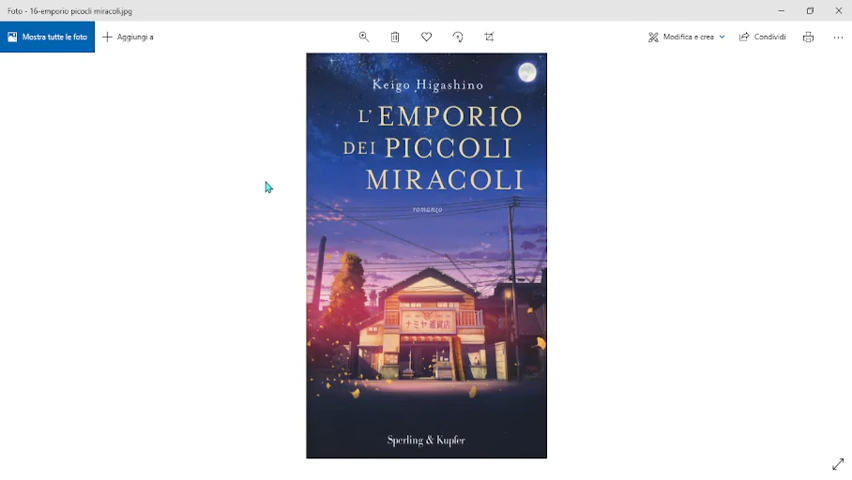 Foto - 16-emporio picocli miracoli.jpg
Mostra tutte le foto
Aggiungi a
Modifica e crea
Condividi
Keigo Higashino
L'EMPORIO
DEI PICCOLI
MIRACOLI
romanzo
ナミヤ雑貨店
Sperling & Kupfer